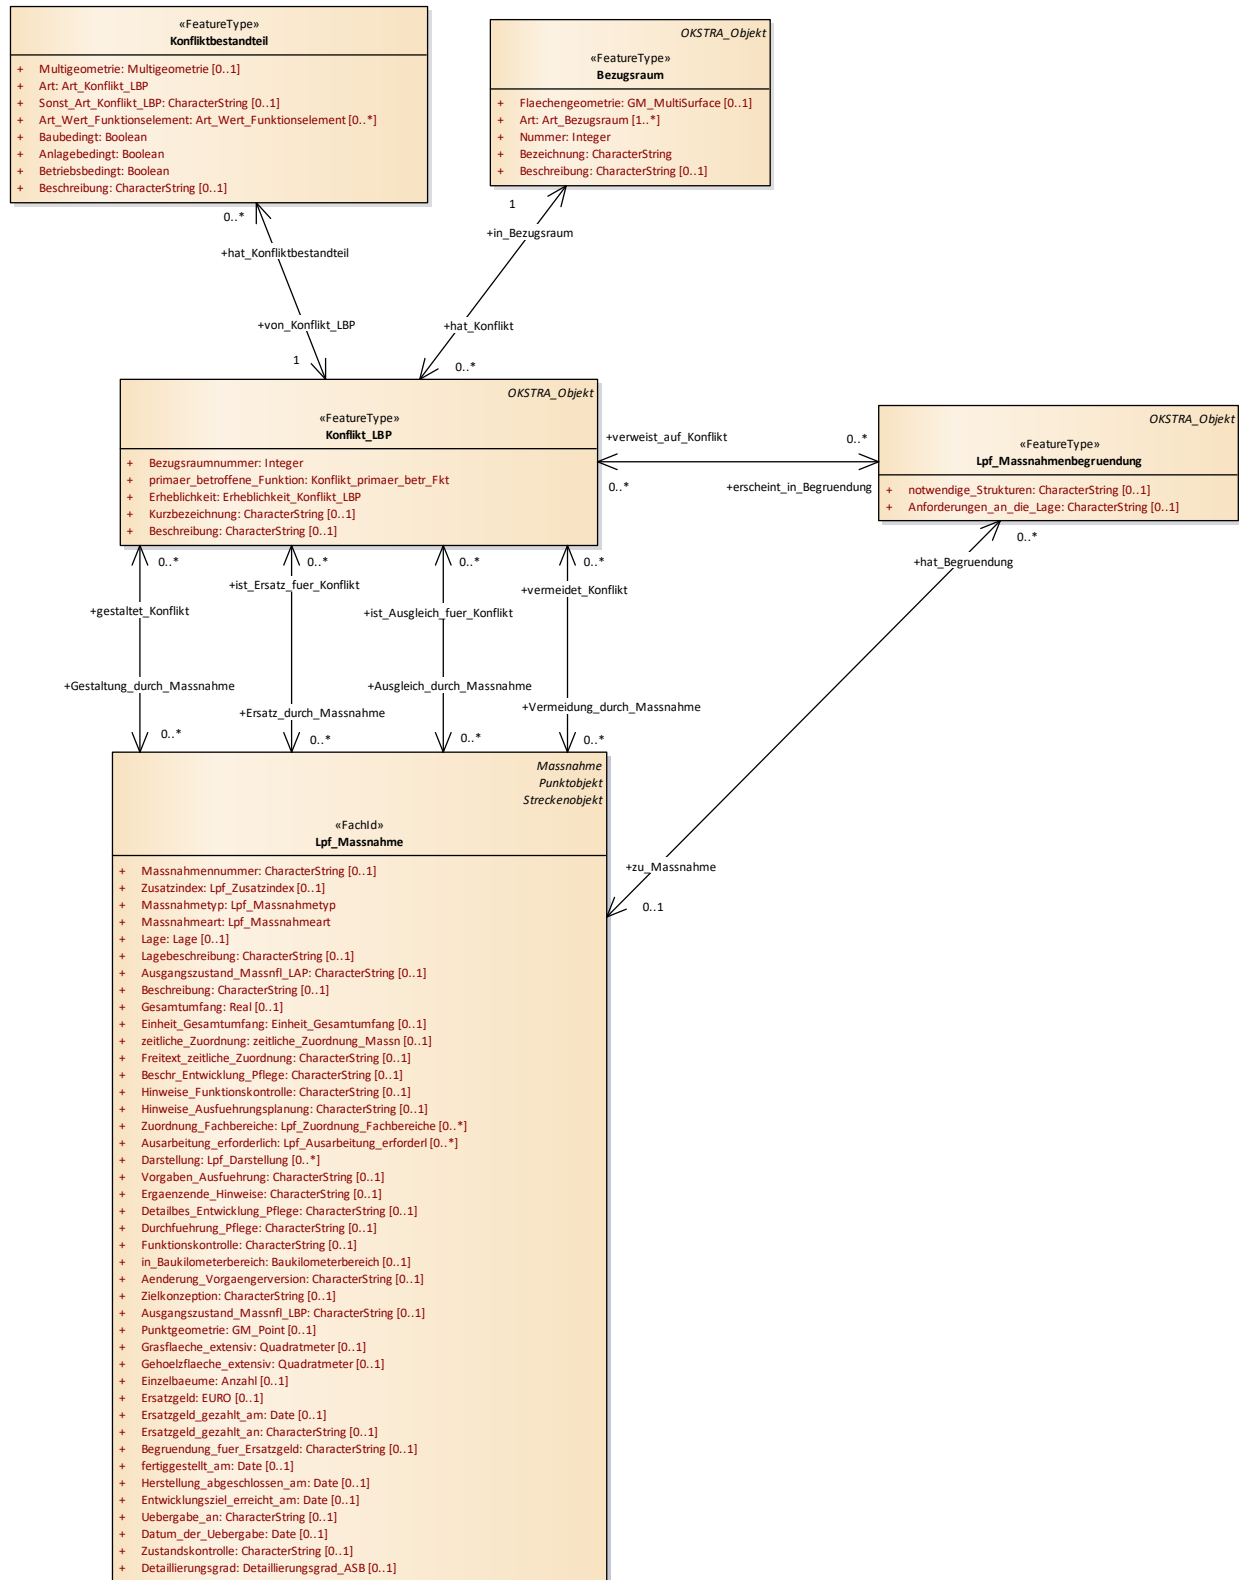 «FeatureType»
Konfliktbestandteil
+ Multigeometrie: Multigeometrie [0..1]
+ Art: Art_Konflikt_LBP
+ Sonst_Art_Konflikt_LBP: CharacterString [0..1]
+ Art_Wert_Funktionselement: Art_Wert_Funktionselement [0..*]
+ Baubedingt: Boolean
+ Anlagebedingt: Boolean
+ Betriebsbedingt: Boolean
+ Beschreibung: CharacterString [0..1]
OKSTRA_Objekt
«FeatureType»
Bezugsraum
+ Flaechengeometrie: GM_MultiSurface [0..1]
+ Art: Art_Bezugsraum [1..*]
+ Nummer: Integer
+ Bezeichnung: CharacterString
+ Beschreibung: CharacterString [0..1]
0..*
+hat_Konfliktbestandteil
+von_Konflikt_LBP
1
1
+in_Bezugsraum
+hat_Konflikt
0..*
OKSTRA_Objekt
«FeatureType»
Konflikt_LBP
+ Bezugsraumnummer: Integer
+ primaer_betroffene_Funktion: Konflikt_primaer_betr_Fkt
+ Erheblichkeit: Erheblichkeit_Konflikt_LBP
+ Kurzbezeichnung: CharacterString [0..1]
+ Beschreibung: CharacterString [0..1]
+verweist_auf_Konflikt
0..*
0..*
+erscheint_in_Begruendung
OKSTRA_Objekt
«FeatureType»
Lpf_Massnahmenbegruendung
+ notwendige_Strukturen: CharacterString [0..1]
+ Anforderungen_an_die_Lage: CharacterString [0..1]
0..*
+hat_Begruendung
+zu_Massnahme
0..1
0..*
+gestaltet_Konflikt
+Gestaltung_durch_Massnahme
0..*
0..*
+ist_Ersatz_fuer_Konflikt
+Ersatz_durch_Massnahme
0..*
0..*
+ist_Ausgleich_fuer_Konflikt
+Ausgleich_durch_Massnahme
0..*
0..*
+vermeidet_Konflikt
+Vermeidung_durch_Massnahme
0..*
Massnahme
Punktobjekt
Streckenobjekt
«FachId»
Lpf_Massnahme
+ Massnahmennummer: CharacterString [0..1]
+ Zusatzindex: Lpf_Zusatzindex [0..1]
+ Massnahmetyp: Lpf_Massnahmetyp
+ Massnahmeart: Lpf_Massnahmeart
+ Lage: Lage [0..1]
+ Lagebeschreibung: CharacterString [0..1]
+ Ausgangszustand_Massnfl_LAP: CharacterString [0..1]
+ Beschreibung: CharacterString [0..1]
+ Gesamtumfang: Real [0..1]
+ Einheit_Gesamtumfang: Einheit_Gesamtumfang [0..1]
+ zeitliche_Zuordnung: zeitliche_Zuordnung_Massn [0..1]
+ Freitext_zeitliche_Zuordnung: CharacterString [0..1]
+ Beschr_Entwicklung_Pflege: CharacterString [0..1]
+ Hinweise_Funktionskontrolle: CharacterString [0..1]
+ Hinweise_Ausfuehrungsplanung: CharacterString [0..1]
+ Zuordnung_Fachbereiche: Lpf_Zuordnung_Fachbereiche [0..*]
+ Ausarbeitung_erforderlich: Lpf_Ausarbeitung_erforderl [0..*]
+ Darstellung: Lpf_Darstellung [0..*]
+ Vorgaben_Ausfuehrung: CharacterString [0..1]
+ Ergaenzende_Hinweise: CharacterString [0..1]
+ Detailbes_Entwicklung_Pflege: CharacterString [0..1]
+ Durchfuehrung_Pflege: CharacterString [0..1]
+ Funktionskontrolle: CharacterString [0..1]
+ in_Baukilometerbereich: Baukilometerbereich [0..1]
+ Aenderung_Vorgaengerversion: CharacterString [0..1]
+ Zielkonzeption: CharacterString [0..1]
+ Ausgangszustand_Massnfl_LBP: CharacterString [0..1]
+ Punktgeometrie: GM_Point [0..1]
+ Grasflaeche_extensiv: Quadratmeter [0..1]
+ Gehoelzflaeche_extensiv: Quadratmeter [0..1]
+ Einzelbaeume: Anzahl [0..1]
+ Ersatzgeld: EURO [0..1]
+ Ersatzgeld_gezahlt_am: Date [0..1]
+ Ersatzgeld_gezahlt_an: CharacterString [0..1]
+ Begruendung_fuer_Ersatzgeld: CharacterString [0..1]
+ fertiggestellt_am: Date [0..1]
+ Herstellung_abgeschlossen_am: Date [0..1]
+ Entwicklungsziel_erreicht_am: Date [0..1]
+ Uebergabe_an: CharacterString [0..1]
+ Datum_der_Uebergabe: Date [0..1]
+ Zustandskontrolle: CharacterString [0..1]
+ Detaillierungsgrad: Detaillierungsgrad_ASB [0..1]